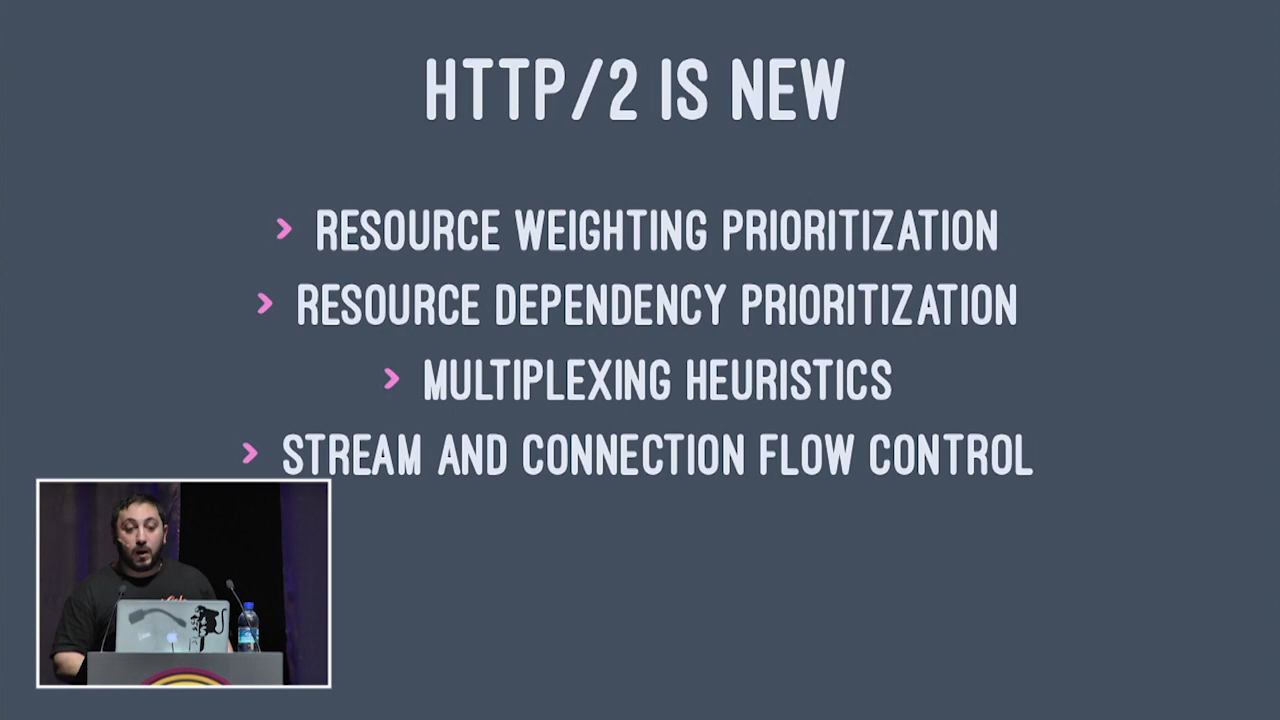 HTTP/2 IS NEW
> RESOURCE WEIGHTING PRIORITIZATION
> RESOURCE DEPENDENCY PRIORITIZATION
> MULTIPLEXING HEURISTICS
> STREAM AND CONNECTION FLOW CONTROL